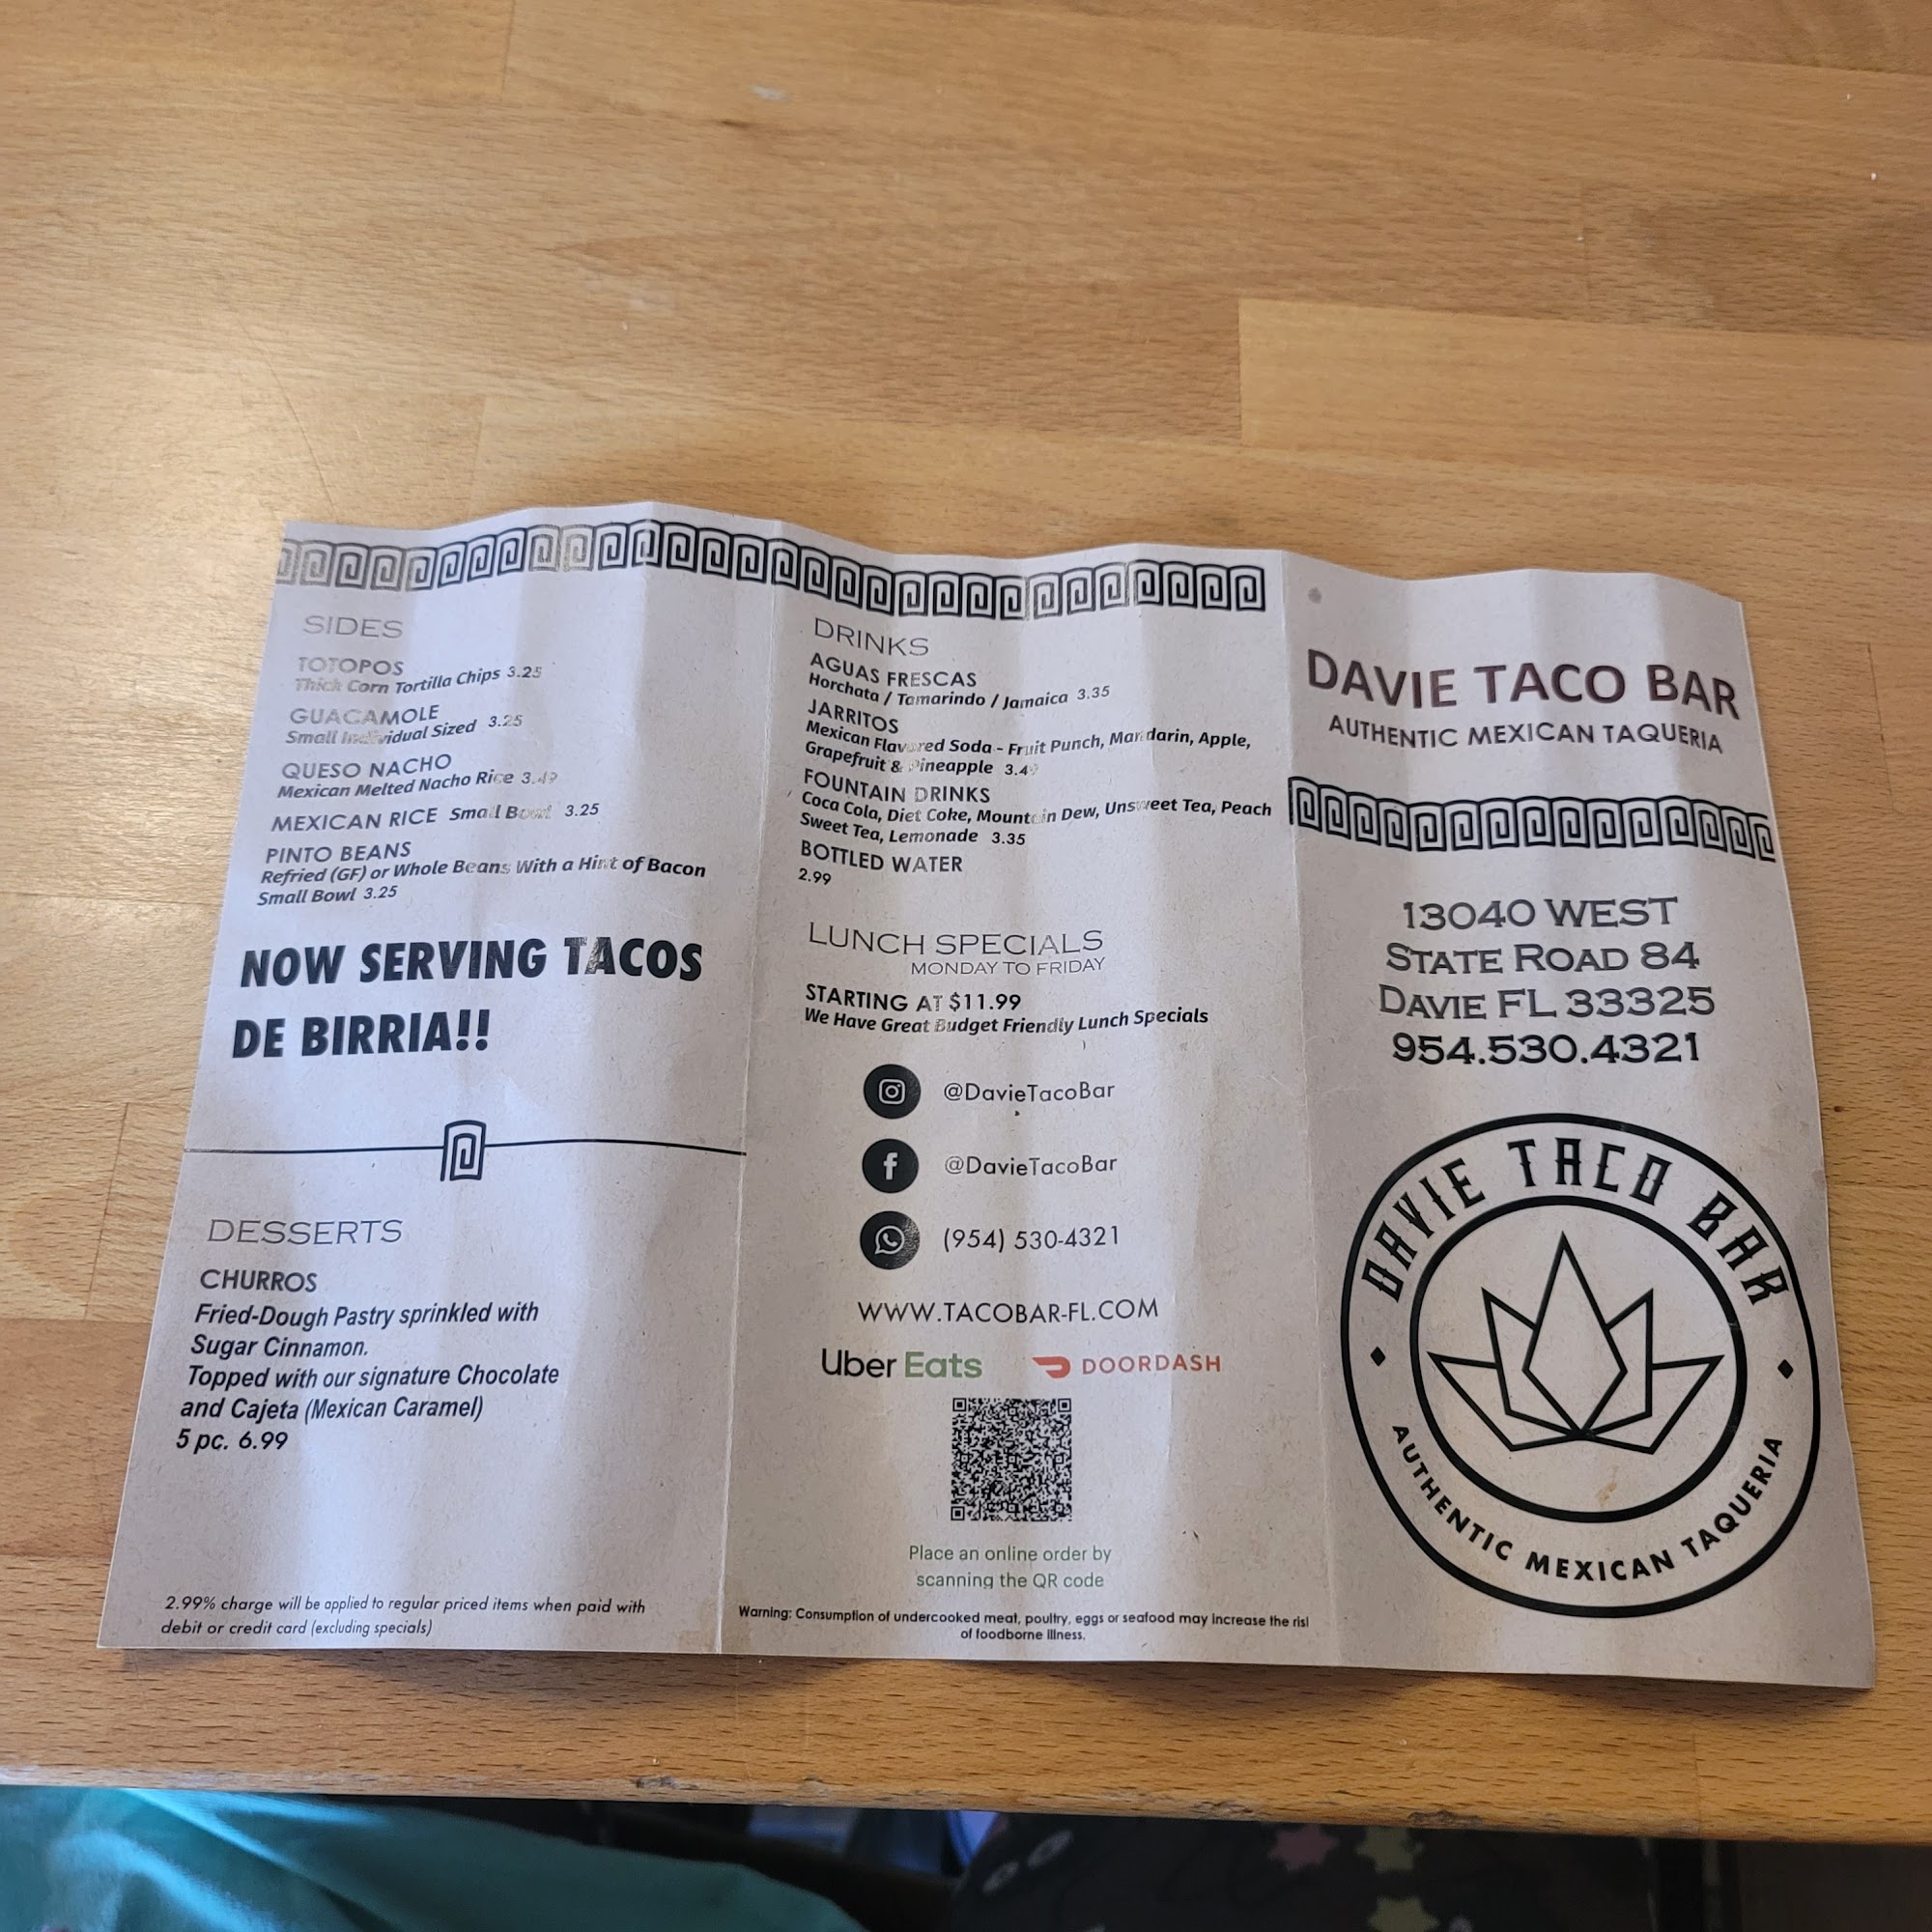 SIDES
TOTOPOS
Thick Corn Tortilla Chips 3.25
GUACAMOLE
Small Individual Sized 3.25
QUESO NACHO
Mexican Melted Nacho Rice 3.49
MEXICAN RICE Small Bowl 3.25
PINTO BEANS
Refried (GF) or Whole Beans With a Hint of Bacon
Small Bowl 3.25
NOW SERVING TACOS
DE BIRRIA!!
DESSERTS
CHURROS
Fried-Dough Pastry sprinkled with
Sugar Cinnamon.
Topped with our signature Chocolate
and Cajeta (Mexican Caramel)
5 pc. 6.99
2.99% charge will be applied to regular priced items when paid with
debit or credit card (excluding specials)
DRINKS
AGUAS FRESCAS
Horchata / Tamarindo / Jamaica 3.35
JARRITOS
Mexican Flavored Soda - Fruit Punch, Mandarin, Apple,
Grapefruit & Pineapple 3.49
FOUNTAIN DRINKS
Coca Cola, Diet Coke, Mountain Dew, Unsweet Tea, Peach
Sweet Tea, Lemonade 3.35
BOTTLED WATER
2.99
LUNCH SPECIALS
MONDAY TO FRIDAY
STARTING AT $11.99
We Have Great Budget Friendly Lunch Specials
@DavieTacoBar
@DavieTacoBar
(954) 530-4321
WWW.TACOBAR-FL.COM
Uber Eats DOORDASH
Place an online order by
scanning the QR code
Warning: Consumption of undercooked meat, poultry, eggs or seafood may increase the risl
of foodborne illness.
DAVIE TACO BAR
AUTHENTIC MEXICAN TAQUERIA
13040 WEST
STATE ROAD 84
DAVIE FL 33325
954.530.4321
DAVIE TACO BAR
AUTHENTIC MEXICAN TAQUERIA